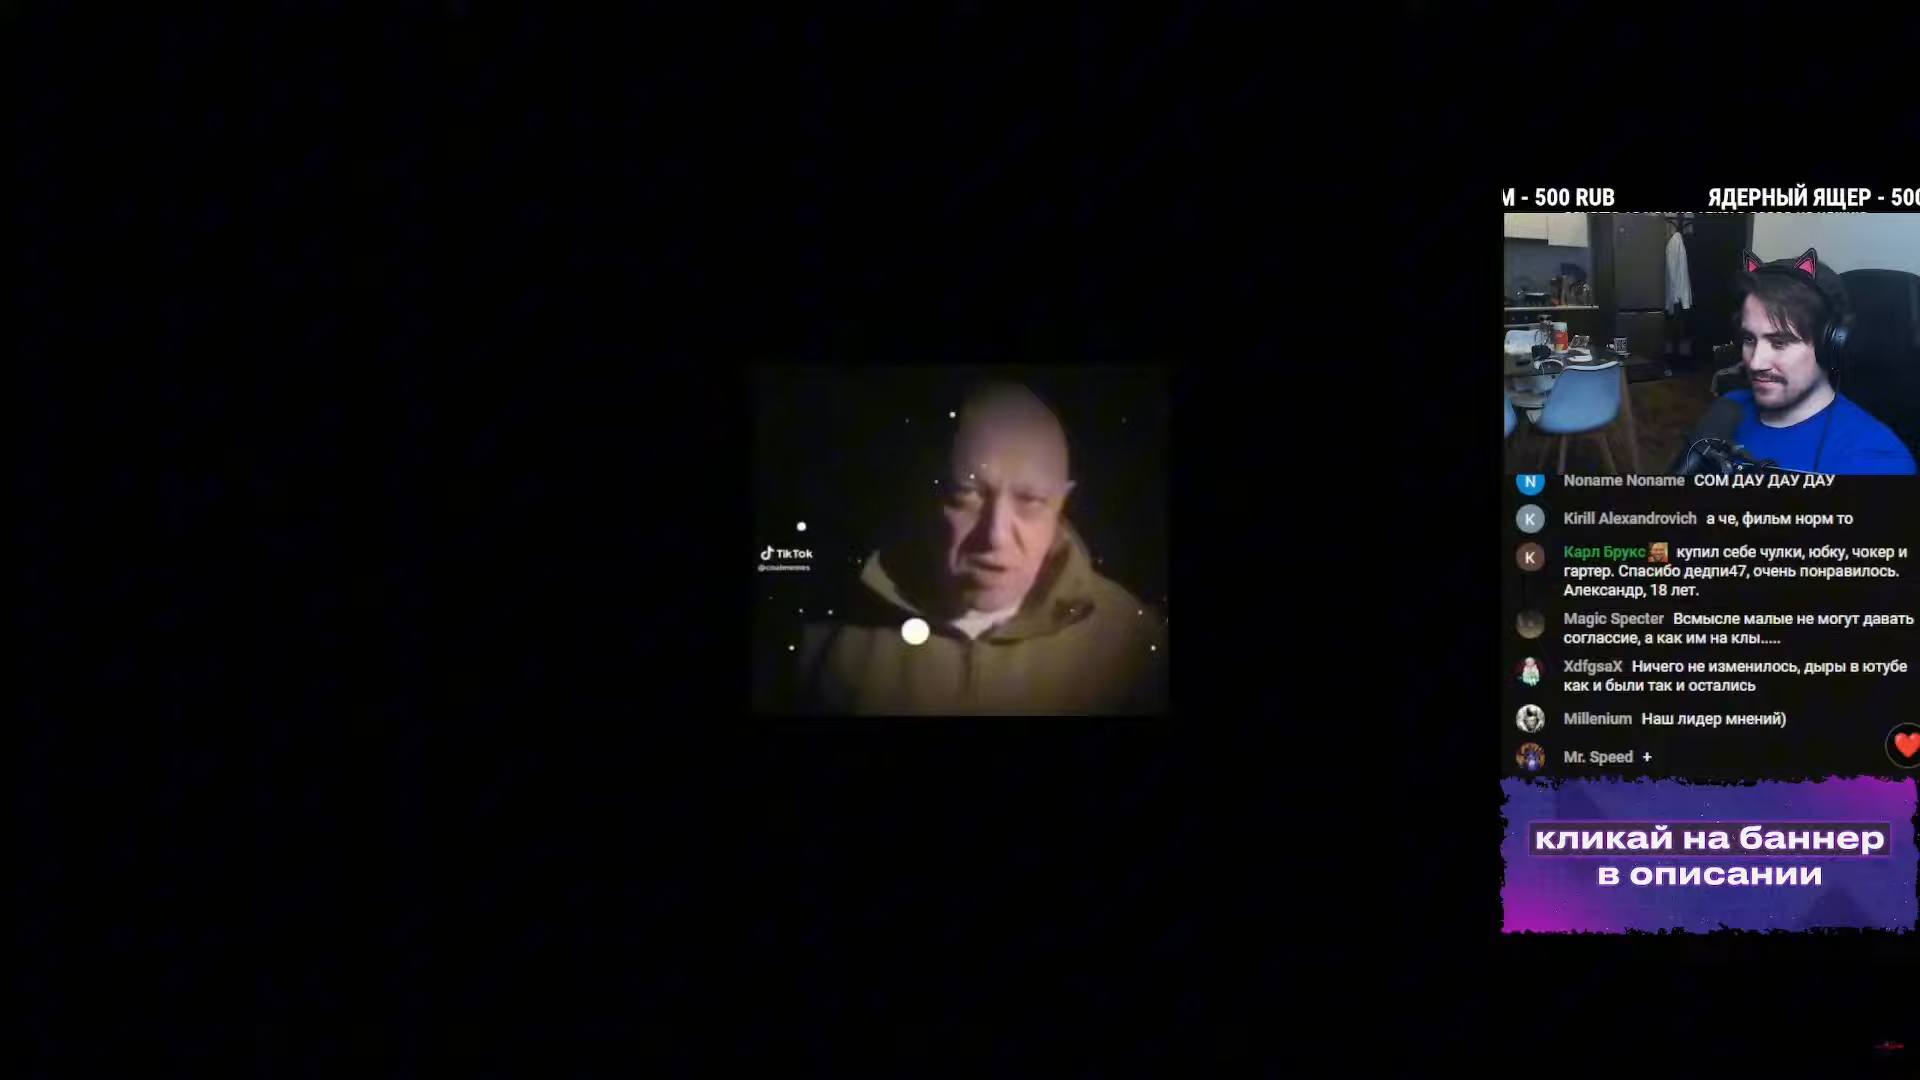 М - 500 RUB ЯДЕРНЫЙ ЯЩЕР - 500
TikTok
@coalmemes
N Noname Noname СОМ ДАУ ДАУ ДАУ
K Kirill Alexandrovich а че, фильм норм то
K Карл Брукс купил себе чулки, юбку, чокер и
гартер. Спасибо дедпи47, очень понравилось.
Александр, 18 лет.
Magic Specter Всмысле малые не могут давать
соглассие, а как им на клы.....
XdfgsaX Ничего не изменилось, дыры в ютубе
как и были так и остались
Millenium Наш лидер мнений)
Mr. Speed +
кликай на баннер
в описании